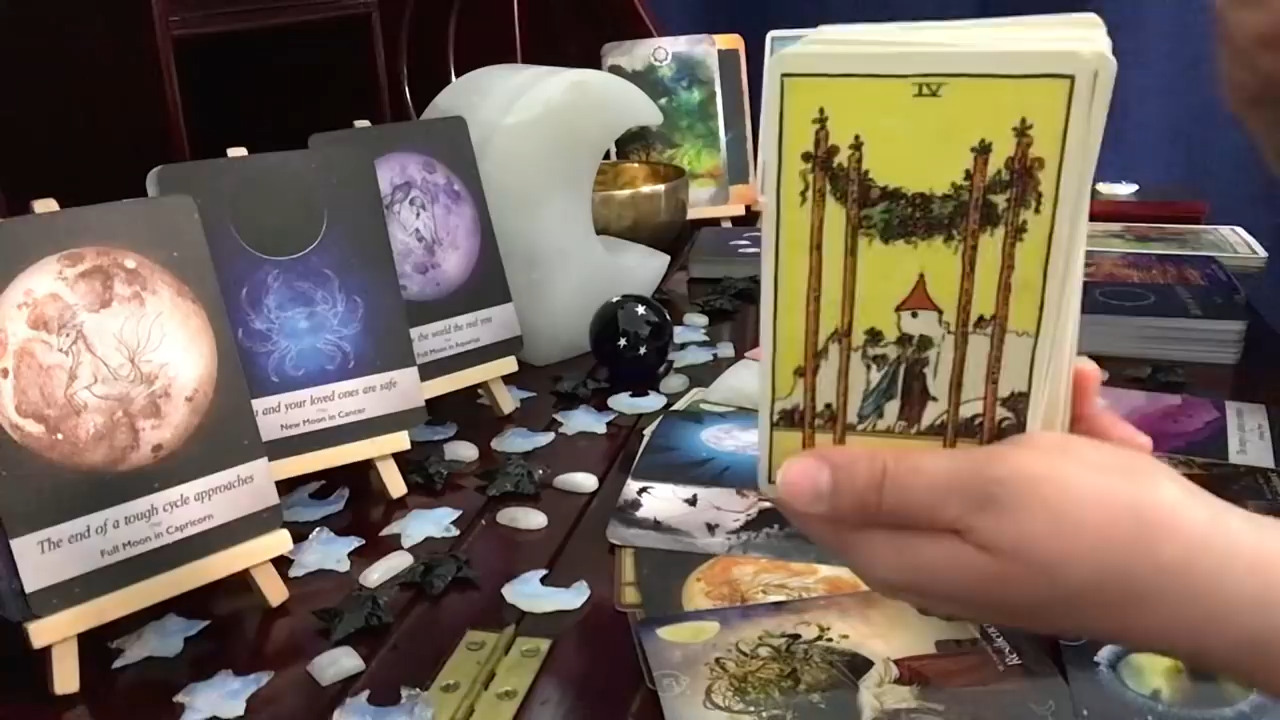 The end of a tough cycle approaches
Full Moon in Capricorn
and your loved ones are safe
New Moon in Cancer
the world the real you
Full Moon in Aquarius
IV